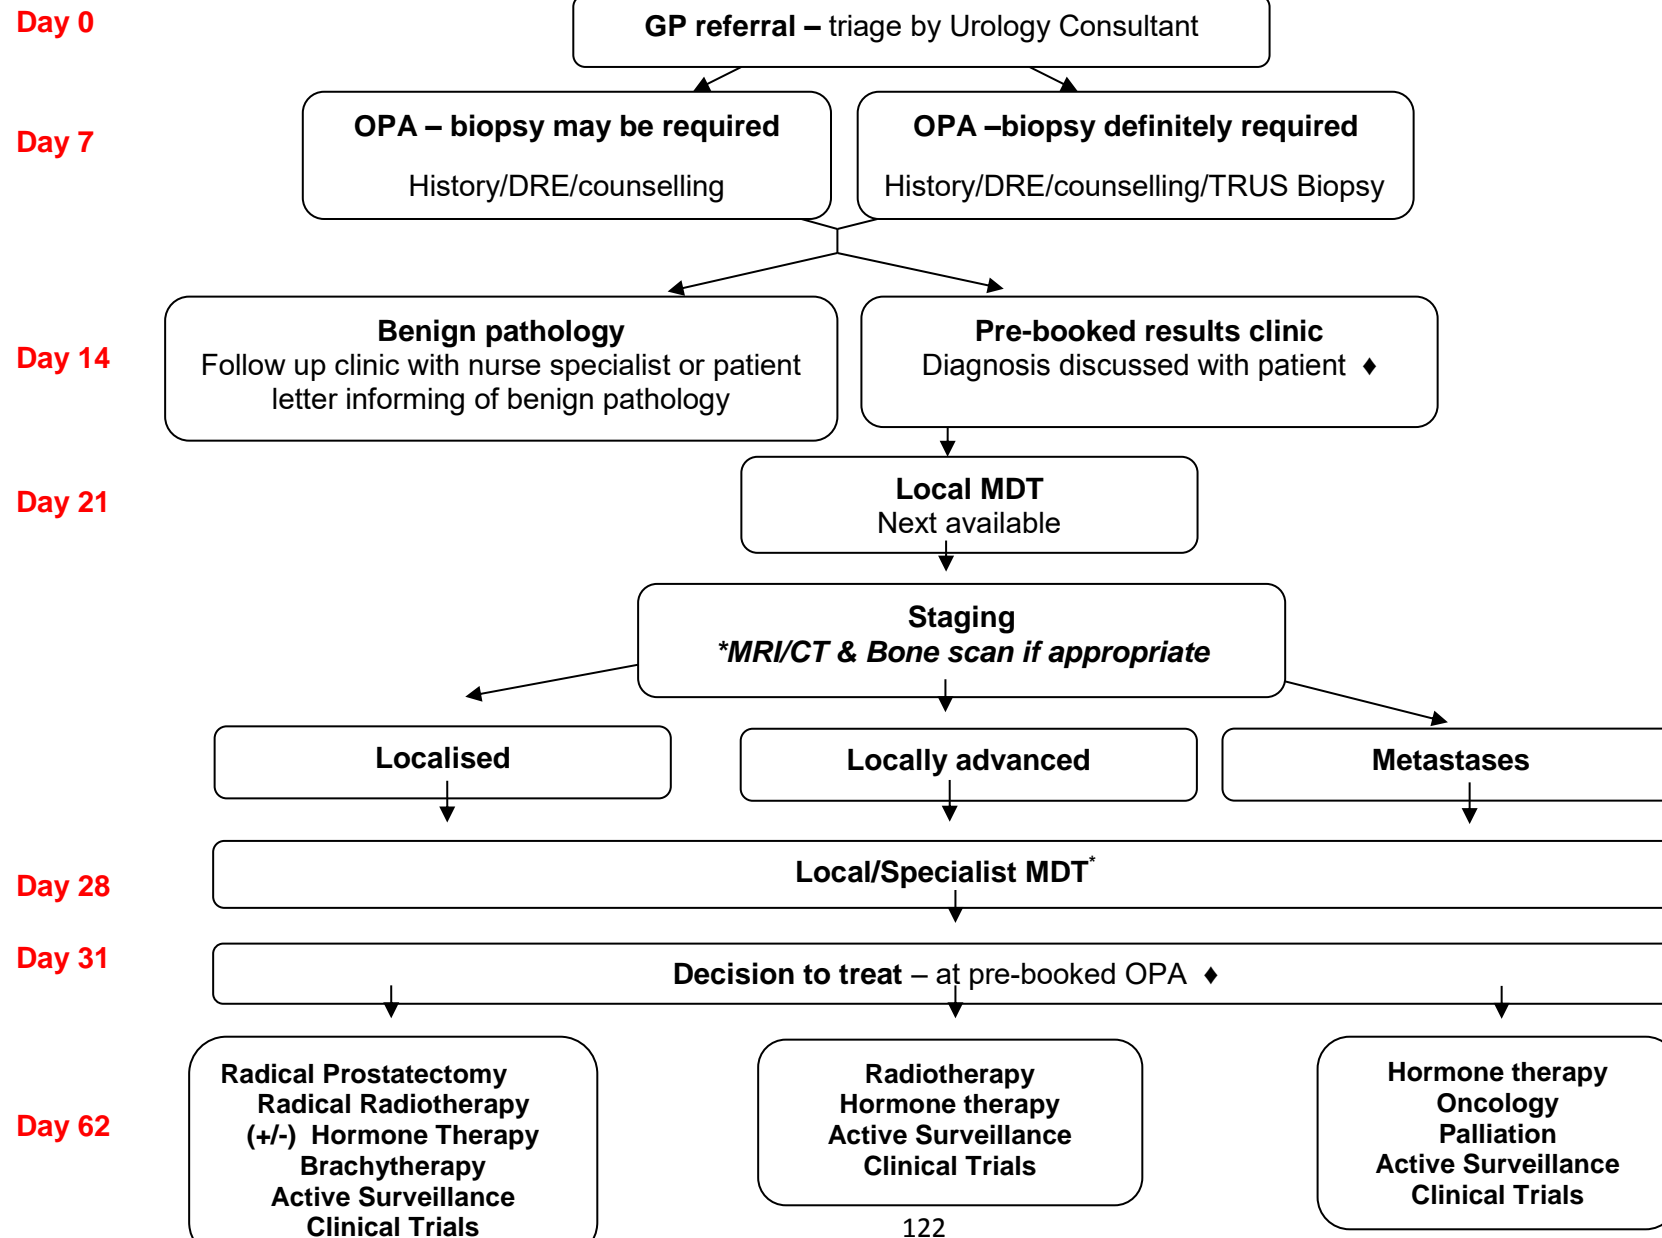 Day 0
GP referral – triage by Urology Consultant
Day 7
OPA – biopsy may be required
History/DRE/counselling
OPA –biopsy definitely required
History/DRE/counselling/TRUS Biopsy
Day 14
Benign pathology
Follow up clinic with nurse specialist or patient
letter informing of benign pathology
Pre-booked results clinic
Diagnosis discussed with patient ♦
Day 21
Local MDT
Next available
Staging
*MRI/CT & Bone scan if appropriate
Localised
Locally advanced
Metastases
Day 28
Local/Specialist MDT*
Day 31
Decision to treat – at pre-booked OPA ♦
Day 62
Radical Prostatectomy
Radical Radiotherapy
(+/-) Hormone Therapy
Brachytherapy
Active Surveillance
Clinical Trials
Radiotherapy
Hormone therapy
Active Surveillance
Clinical Trials
Hormone therapy
Oncology
Palliation
Active Surveillance
Clinical Trials
122